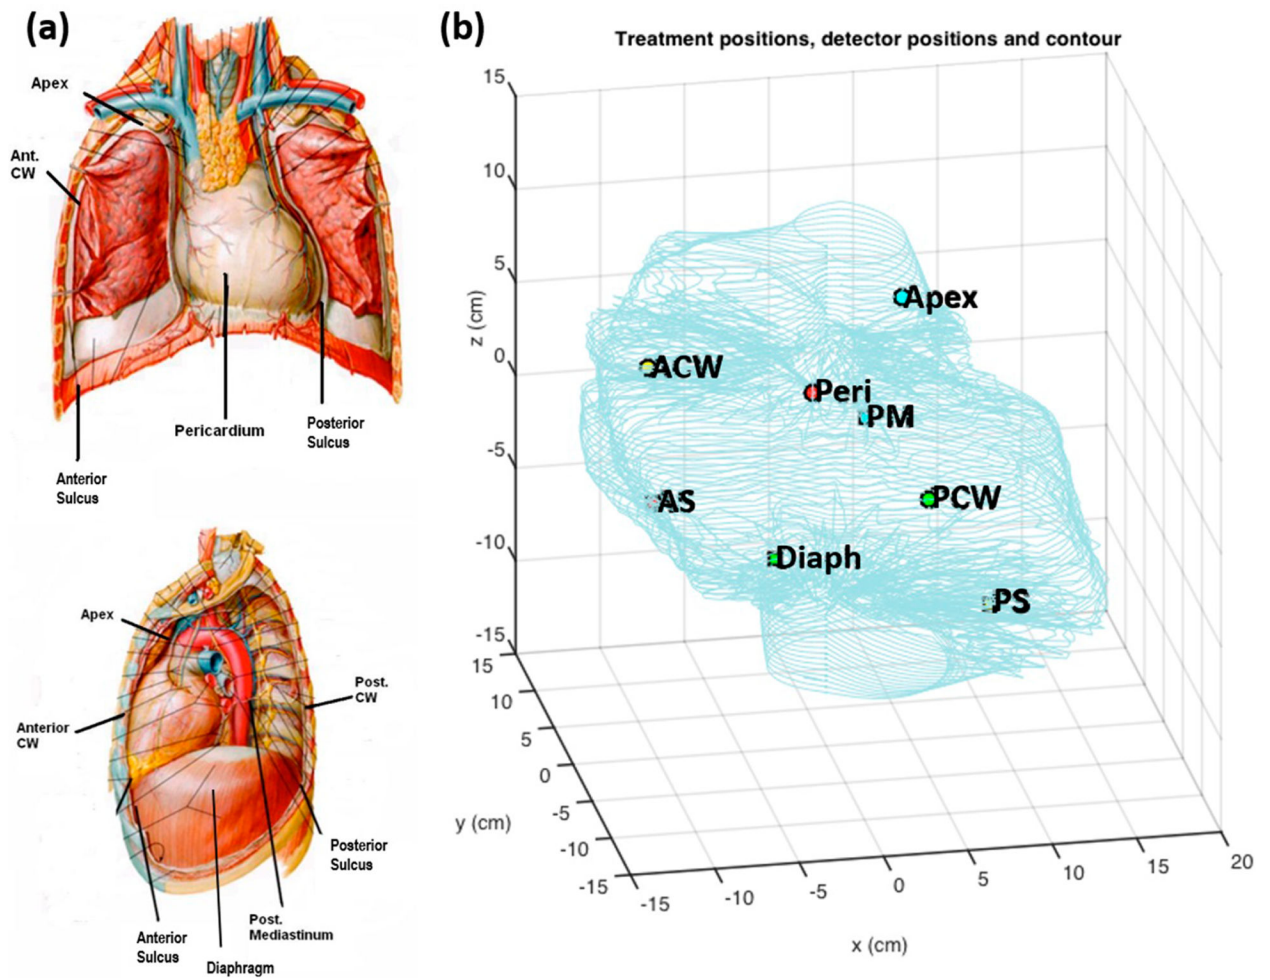 (a)
Apex
Ant.
CW
Pericardium
Posterior
Sulcus
Anterior
Sulcus
Apex
Post.
CW
Anterior
CW
Posterior
Sulcus
Post.
Mediastinum
Anterior
Sulcus
Diaphragm
(b)
Treatment positions, detector positions and contour
15
10
5
0
-5
-10
-15
z (cm)
Apex
ACW
Peri
PM
AS
PCW
Diaph
PS
15
10
5
0
-5
-10
-15
y (cm)
-15
-10
-5
0
5
10
15
20
x (cm)